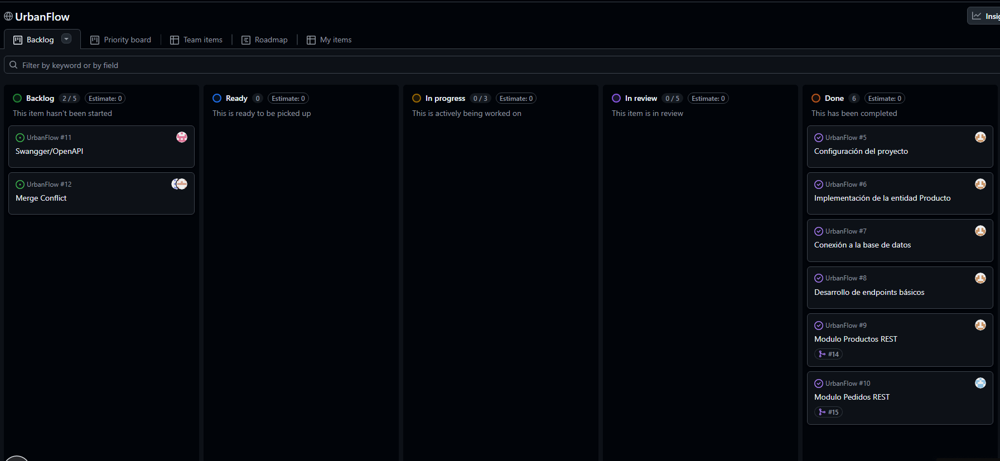 UrbanFlow
Backlog
Priority board
Team items
Roadmap
My items
Filter by keyword or by field
Backlog 2 / 5 Estimate: 0
This item hasn't been started
UrbanFlow #11
Swangger/OpenAPI
UrbanFlow #12
Merge Conflict
Ready 0 Estimate: 0
This is ready to be picked up
In progress 0 / 3 Estimate: 0
This is actively being worked on
In review 0 / 5 Estimate: 0
This item is in review
Done 6 Estimate: 0
This has been completed
UrbanFlow #5
Configuración del proyecto
UrbanFlow #6
Implementación de la entidad Producto
UrbanFlow #7
Conexión a la base de datos
UrbanFlow #8
Desarrollo de endpoints básicos
UrbanFlow #9
Modulo Productos REST
#14
UrbanFlow #10
Modulo Pedidos REST
#15